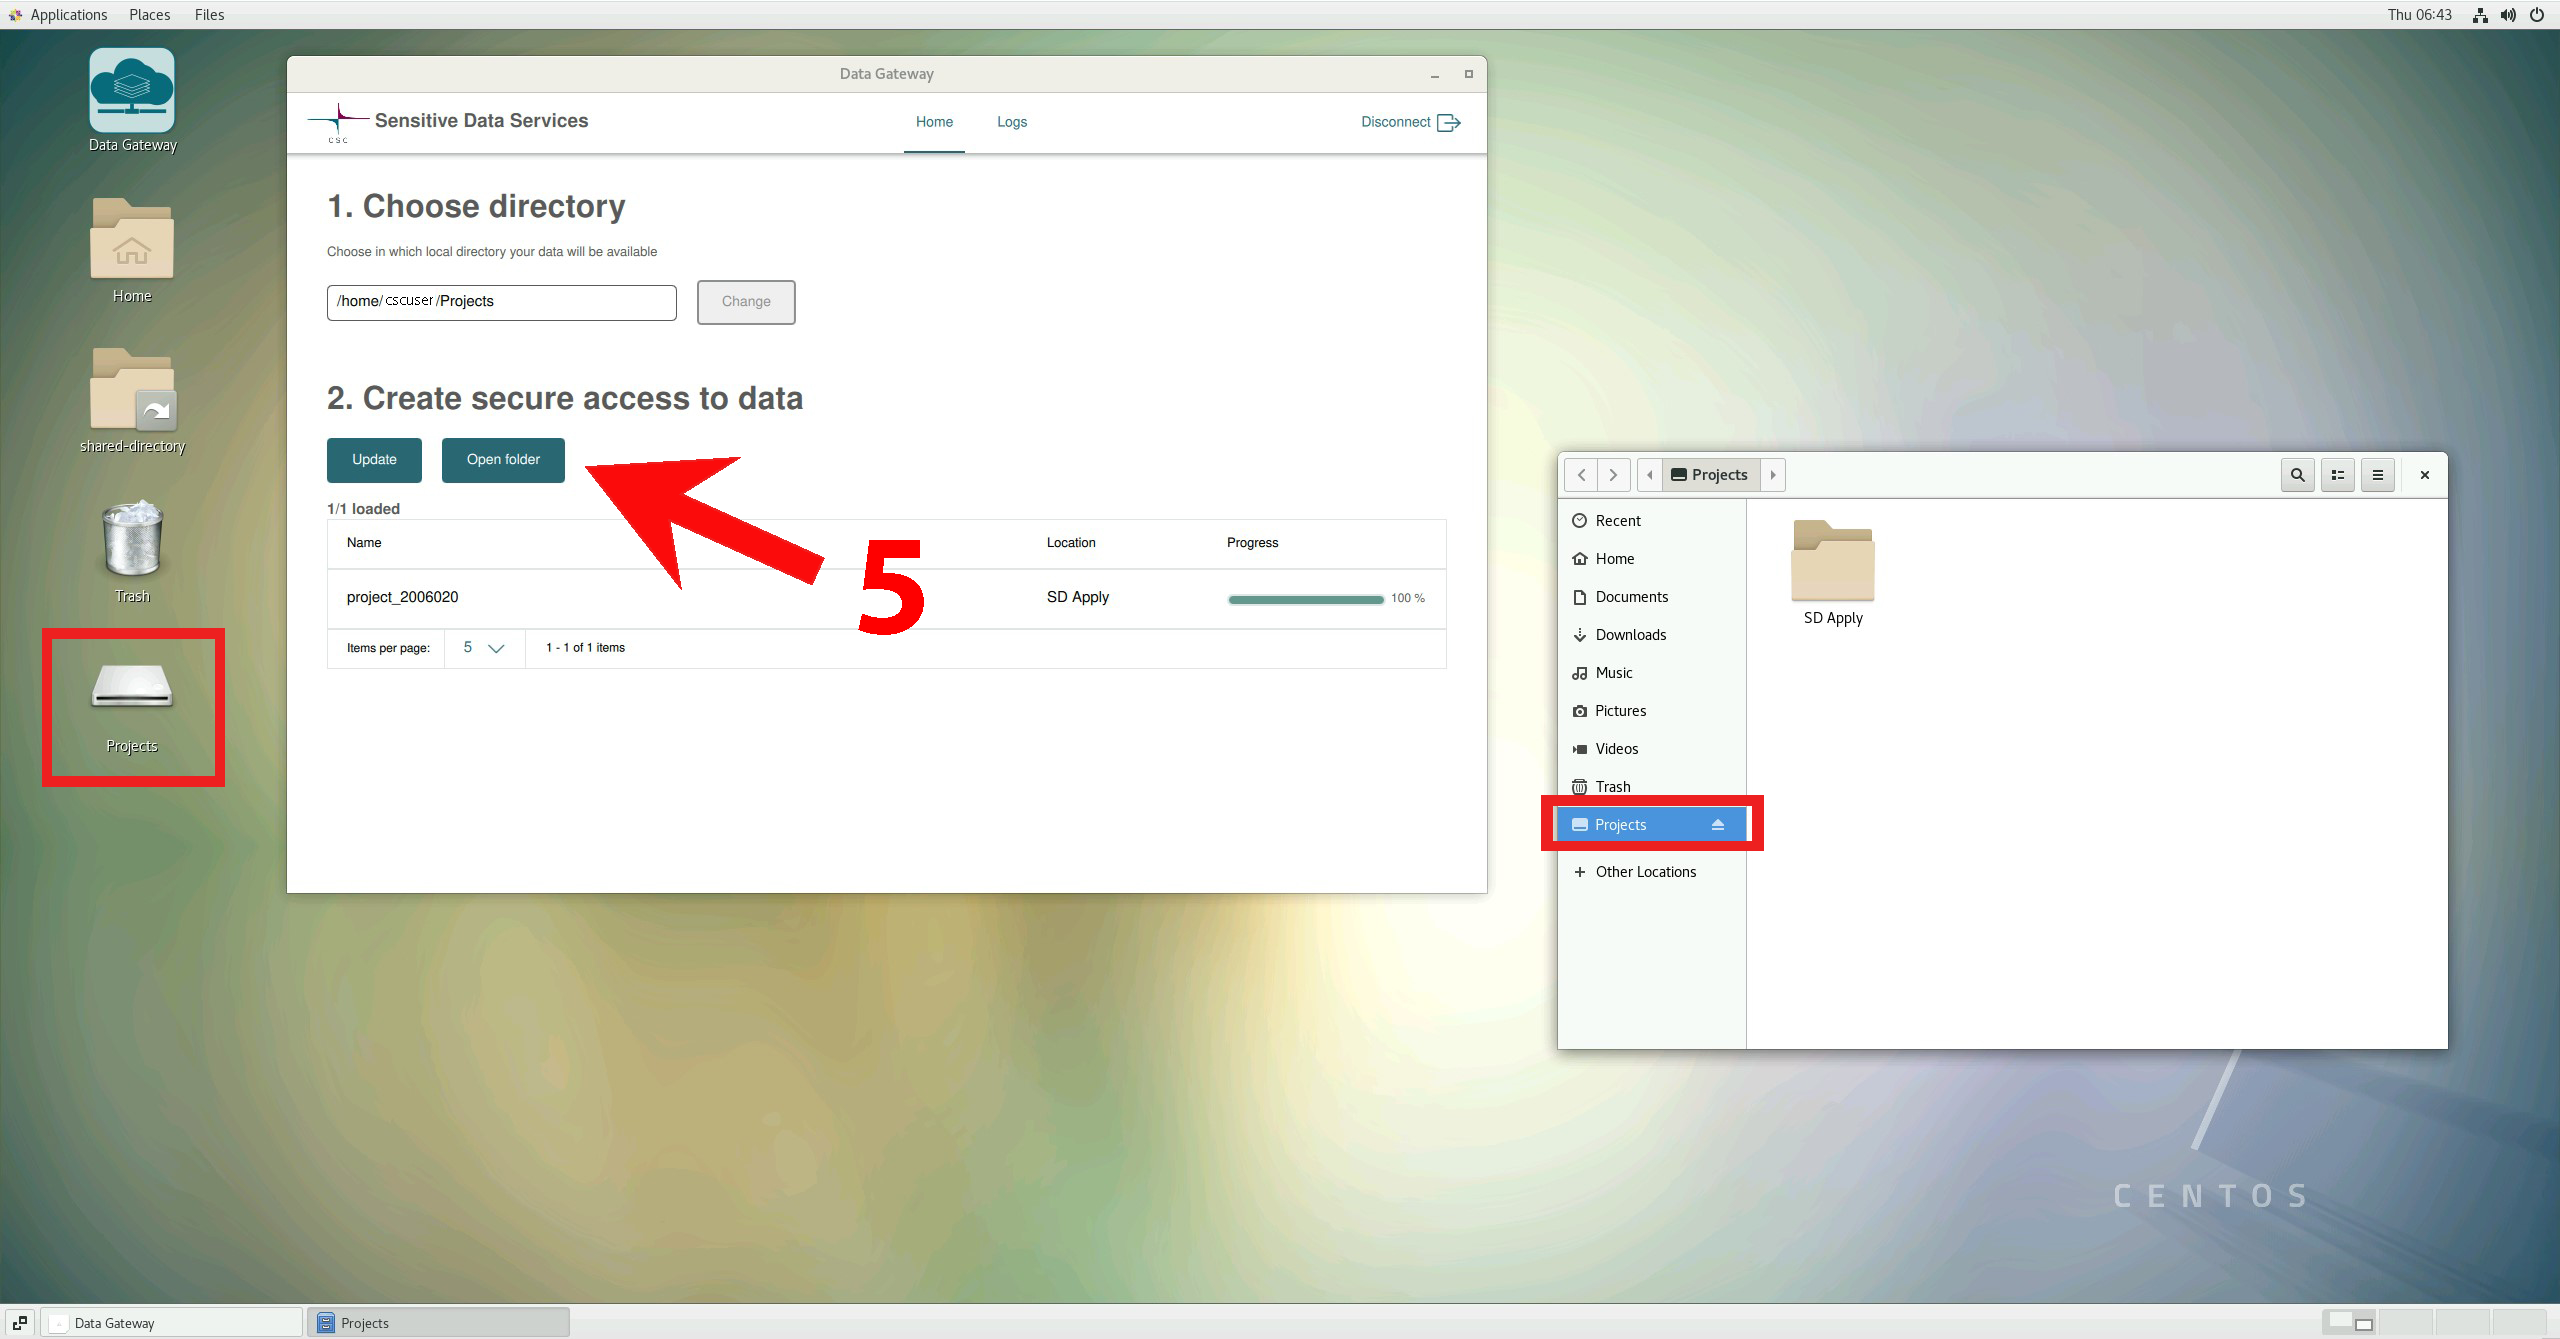 Applications Places Files Thu 06:43
Data Gateway
Home
shared-directory
Trash
Projects
Data Gateway
CSC
Sensitive Data Services
Home Logs Disconnect
1. Choose directory
Choose in which local directory your data will be available
/home/cscuser/Projects Change
2. Create secure access to data
Update Open folder
5
1/1 loaded
Name Location Progress
project_2006020 SD Apply 100 %
Items per page: 5 1 - 1 of 1 items
Projects
Recent
Home
Documents
Downloads
Music
Pictures
Videos
Trash
Projects
Other Locations
SD Apply
CENTOS
Data Gateway Projects